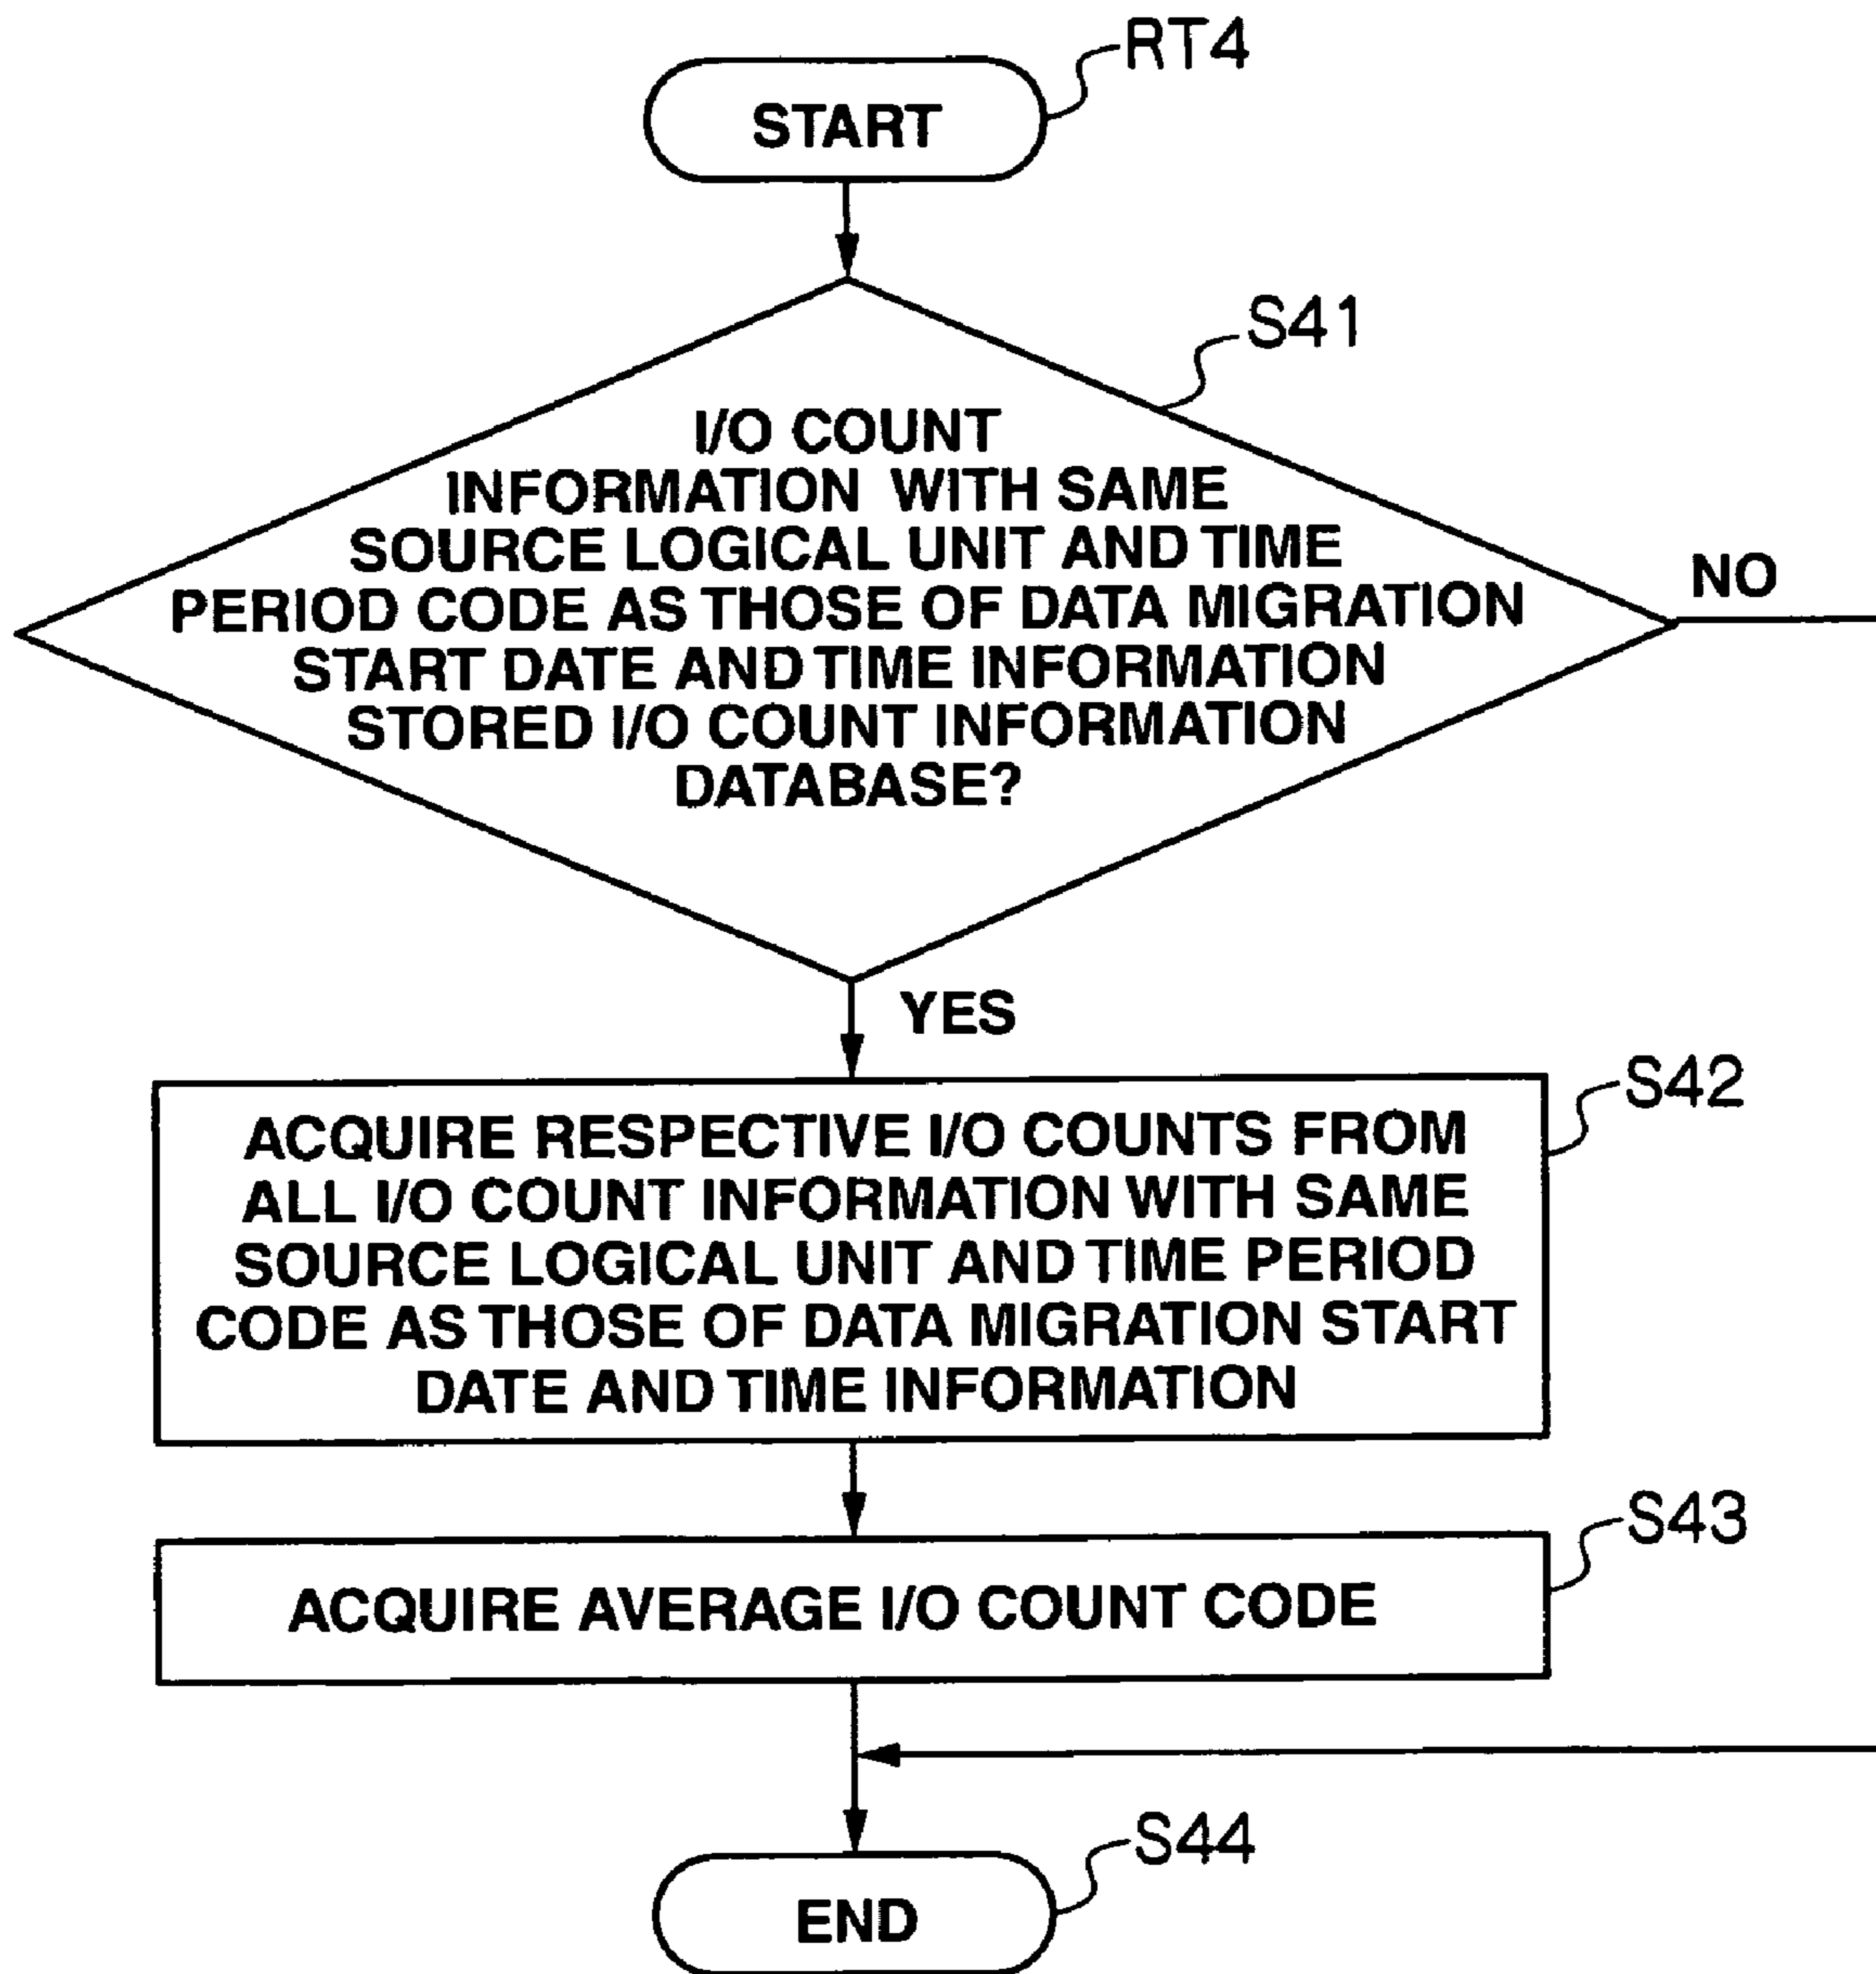 RT4
START
S41
I/O COUNT
INFORMATION WITH SAME
SOURCE LOGICAL UNIT AND TIME
PERIOD CODE AS THOSE OF DATA MIGRATION
START DATE AND TIME INFORMATION
STORED I/O COUNT INFORMATION
DATABASE?
NO
YES
S42
ACQUIRE RESPECTIVE I/O COUNTS FROM
ALL I/O COUNT INFORMATION WITH SAME
SOURCE LOGICAL UNIT AND TIME PERIOD
CODE AS THOSE OF DATA MIGRATION START
DATE AND TIME INFORMATION
S43
ACQUIRE AVERAGE I/O COUNT CODE
S44
END